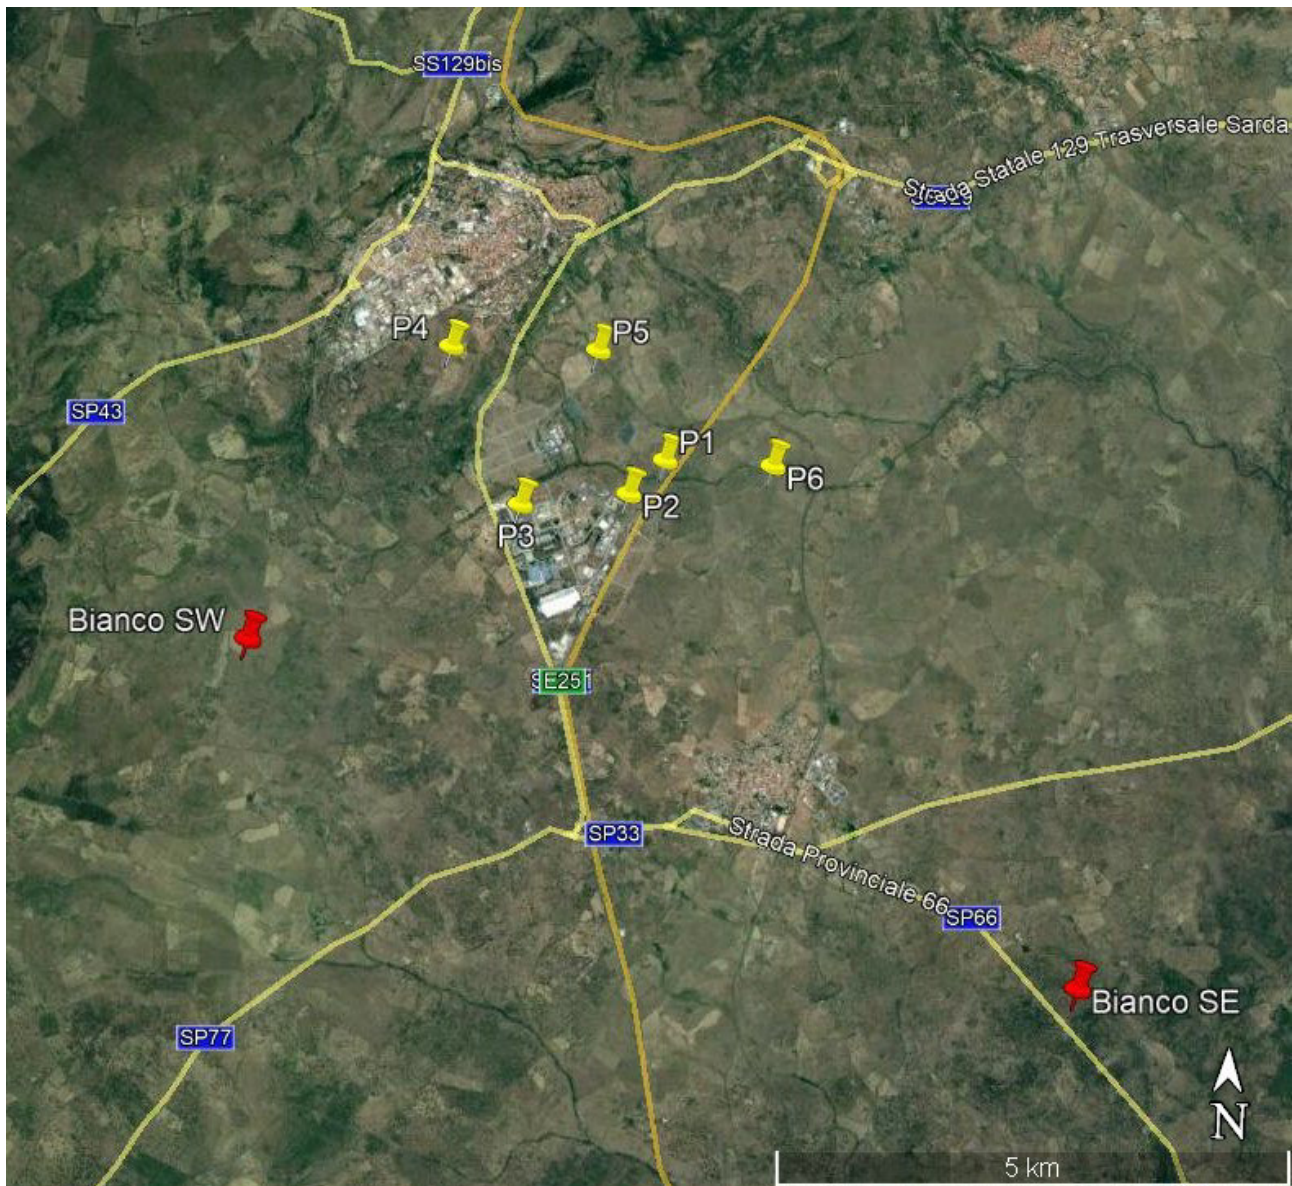 SS129bis
Strada Statale 129 Trasversale Sarda
P4
P5
SP43
P1
P6
P2
P3
Bianco SW
E25
SP33
Strada Provinciale 66
SP66
Bianco SE
SP77
N
5 km